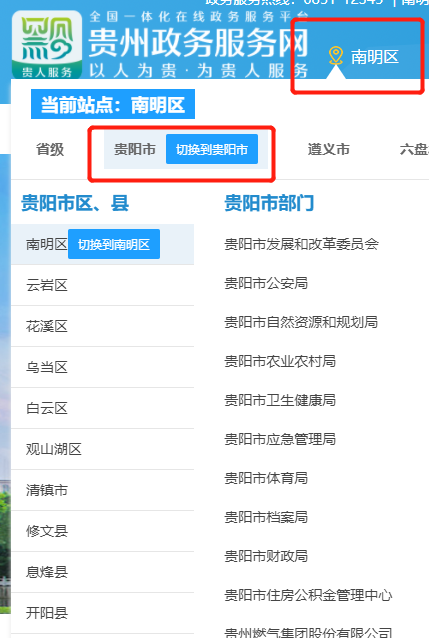 政务服务热线：0851-12345 | 南明
全国一体化在线政务服务平台
贵州政务服务网
以人为贵·为贵人服务
贵人服务
南明区
当前站点：南明区
省级
贵阳市
切换到贵阳市
遵义市
六盘
贵阳市区、县
南明区
切换到南明区
云岩区
花溪区
乌当区
白云区
观山湖区
清镇市
修文县
息烽县
开阳县
贵阳市部门
贵阳市发展和改革委员会
贵阳市公安局
贵阳市自然资源和规划局
贵阳市农业农村局
贵阳市卫生健康局
贵阳市应急管理局
贵阳市体育局
贵阳市档案局
贵阳市财政局
贵阳市住房公积金管理中心
贵州燃气集团股份有限公司